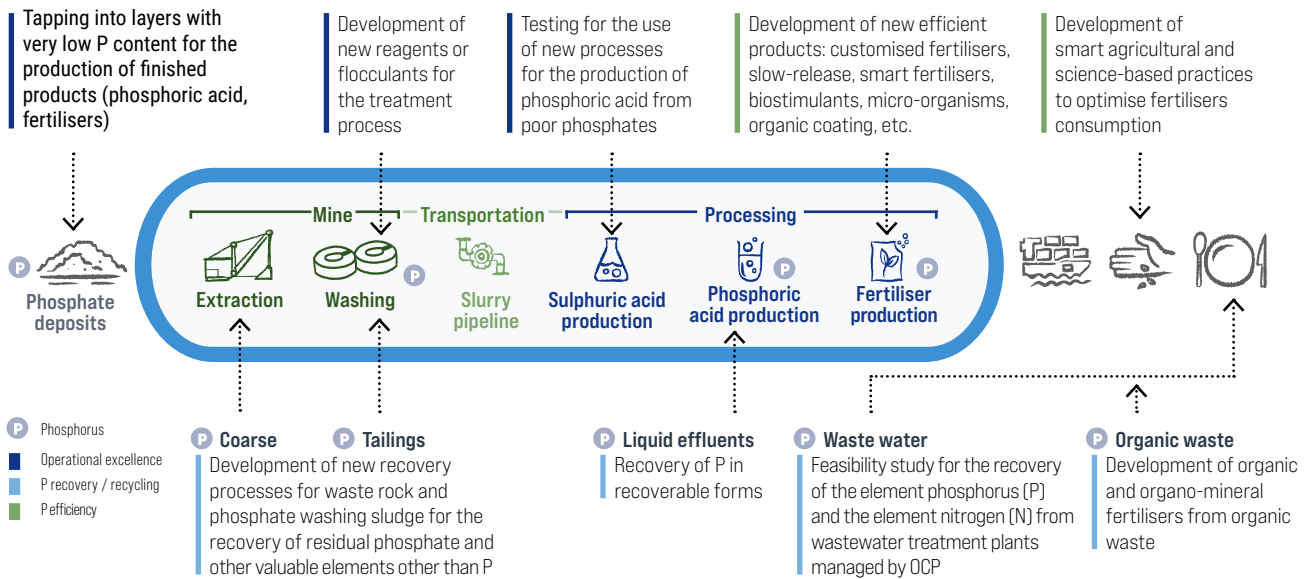 Tapping into layers with
very low P content for the
production of finished
products (phosphoric acid,
fertilisers)
Development of
new reagents or
flocculants for
the treatment
process
Testing for the use
of new processes
for the production of
phosphoric acid from
poor phosphates
Development of new efficient
products: customised fertilisers,
slow-release, smart fertilisers,
biostimulants, micro-organisms,
organic coating, etc.
Development of
smart agricultural and
science-based practices
to optimise fertilisers
consumption
Mine
Transportation
Processing
P
Phosphate
deposits
Extraction
P
Washing
Slurry
pipeline
Sulphuric acid
production
P
Phosphoric
acid production
P
Fertiliser
production
P Phosphorus
Operational excellence
P recovery / recycling
P efficiency
P Coarse
P Tailings
Development of new recovery
processes for waste rock and
phosphate washing sludge for the
recovery of residual phosphate and
other valuable elements other than P
P Liquid effluents
Recovery of P in
recoverable forms
P Waste water
Feasibility study for the recovery
of the element phosphorus (P)
and the element nitrogen (N) from
wastewater treatment plants
managed by OCP
P Organic waste
Development of organic
and organo-mineral
fertilisers from organic
waste